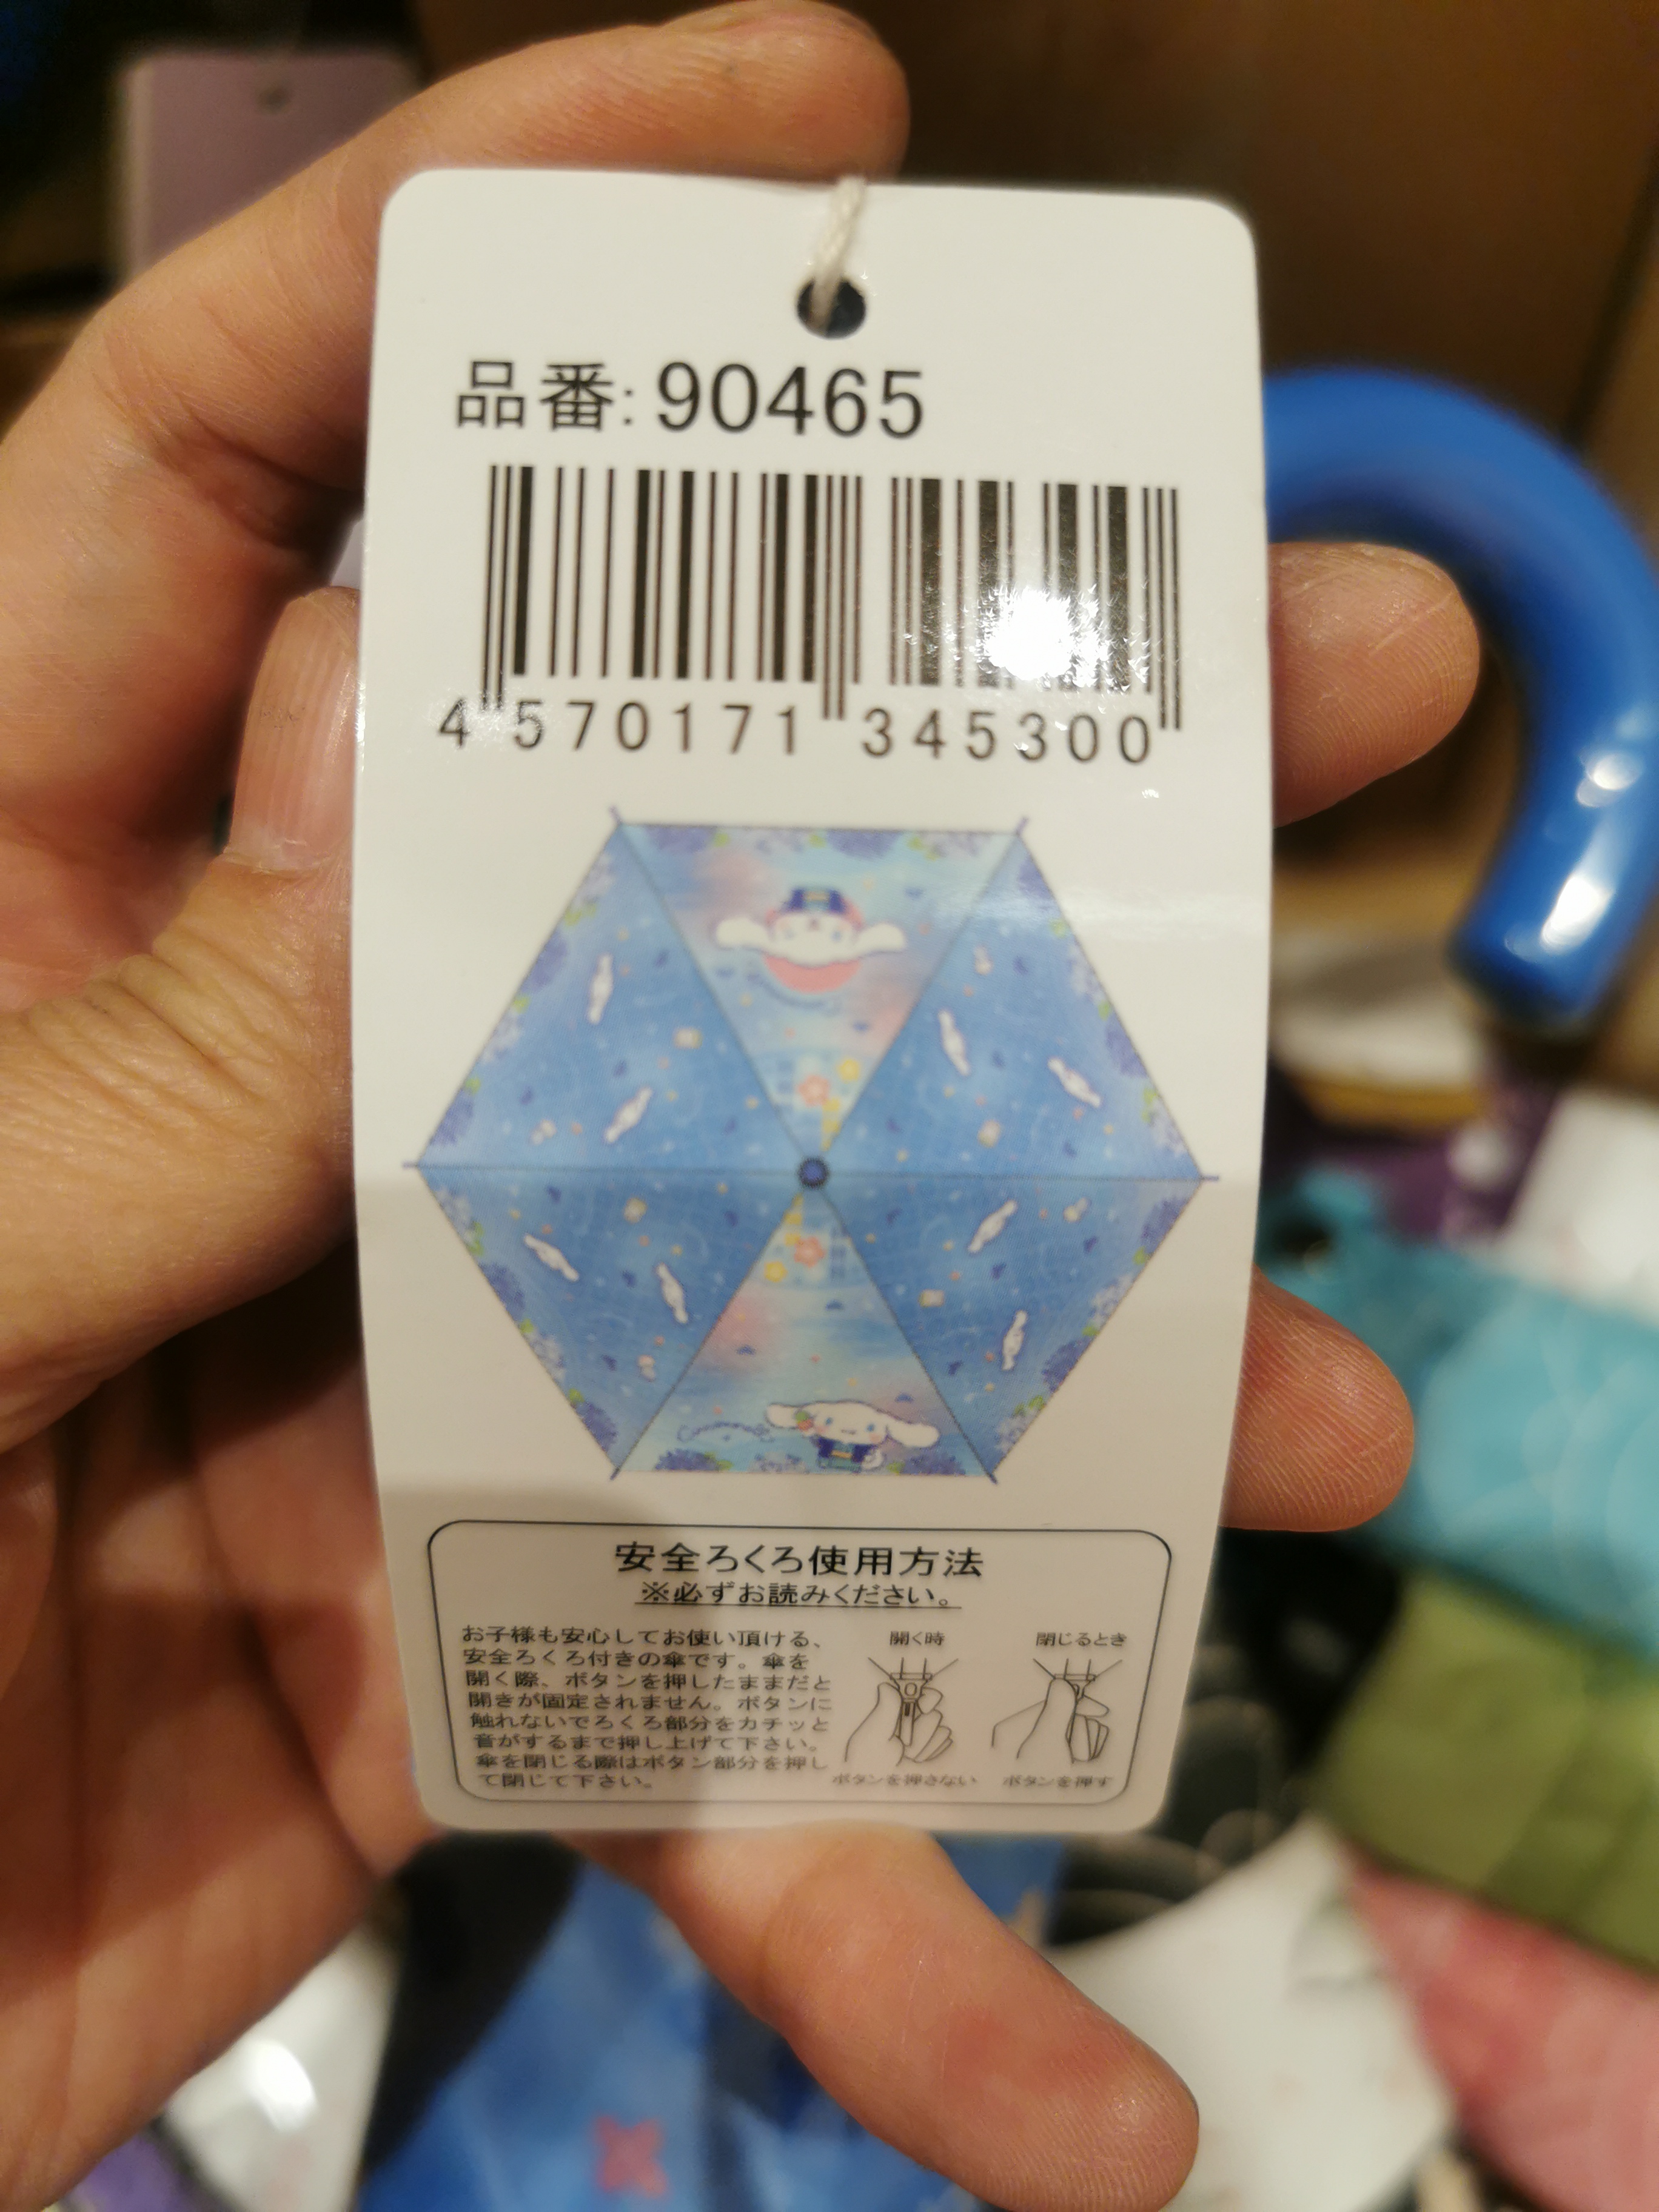 品番: 90465
4 570171 345300
安全ろくろ使用方法
※必ずお読みください。
お子様も安心してお使い頂ける、
安全ろくろ付きの傘です。傘を
開く際、ボタンを押したままだと
開きが固定されません。ボタンに
触れないでろくろ部分をカチッと
音がするまで押し上げて下さい。
傘を閉じる際はボタン部分を押し
て閉じて下さい。
開く時
閉じるとき
ボタンを押さない
ボタンを押す